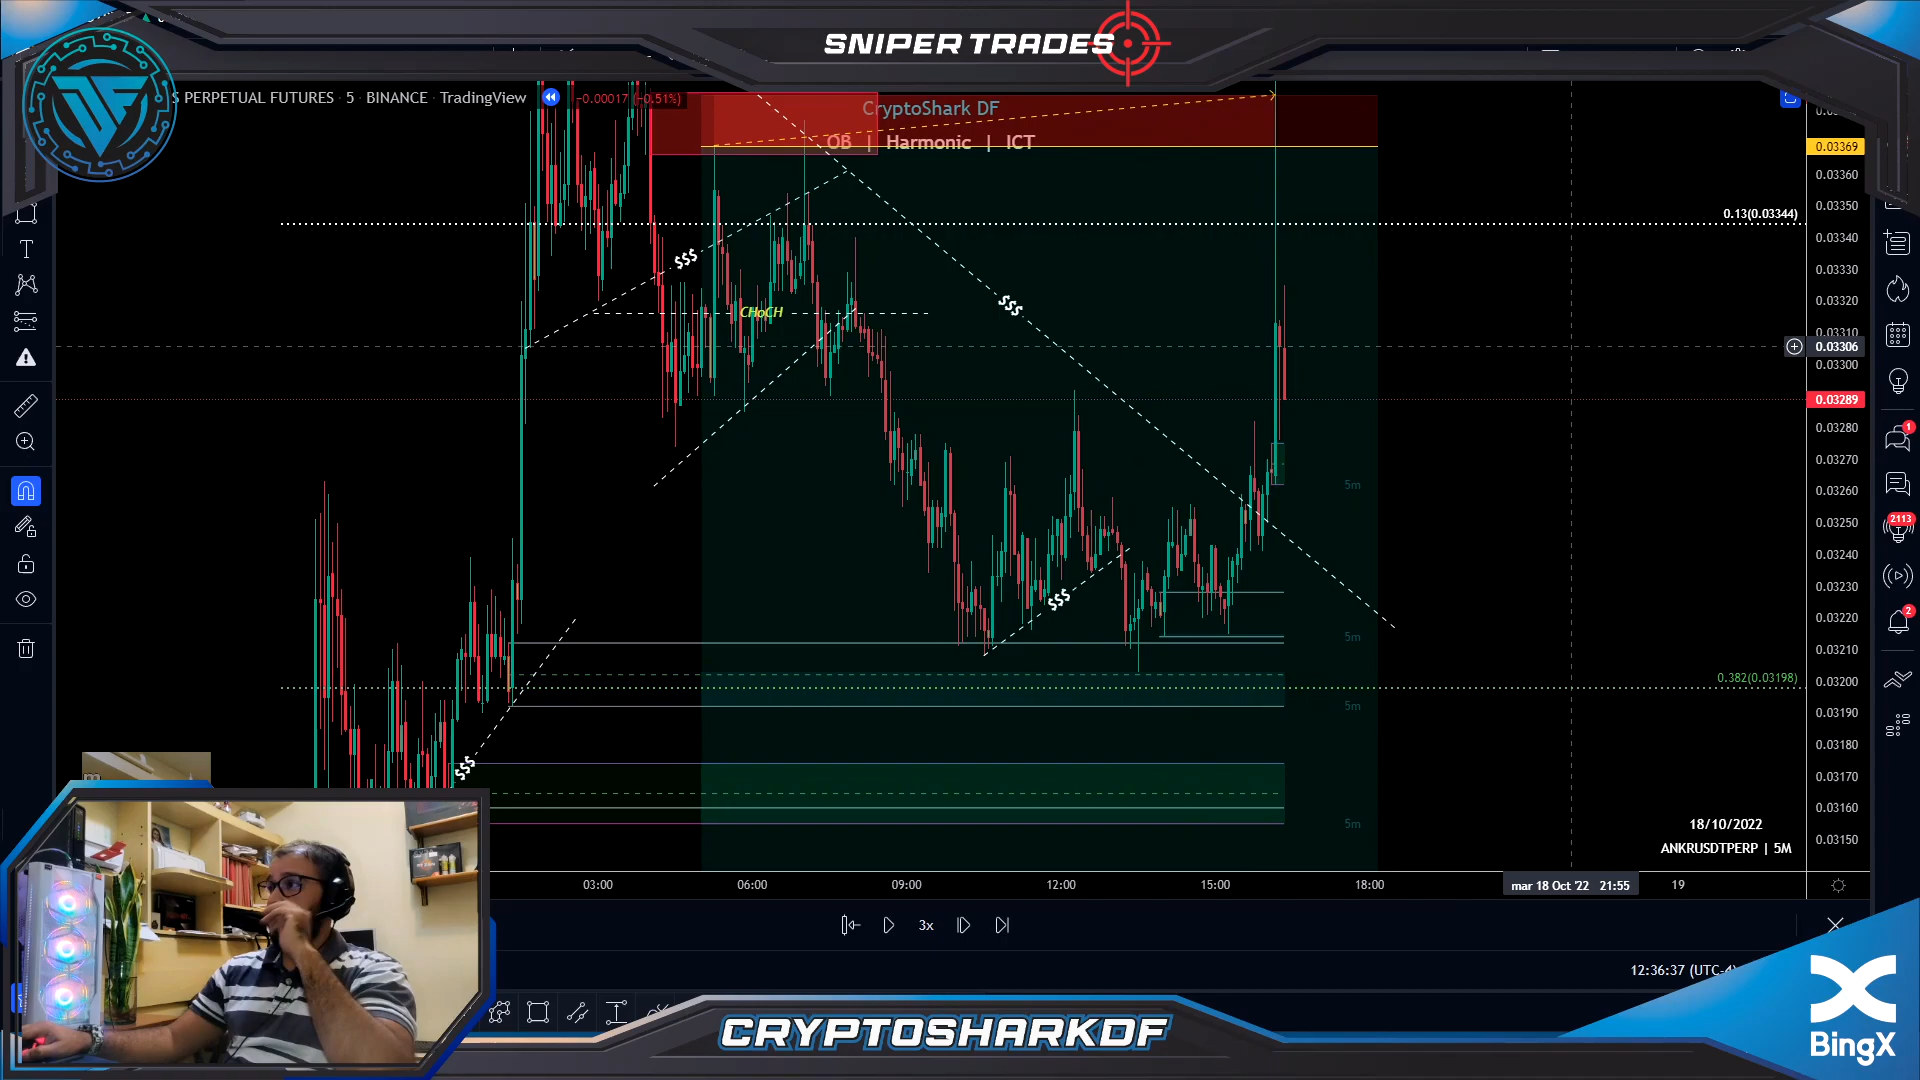 SNIPER TRADES
S PERPETUAL FUTURES · 5 · BINANCE · TradingView
−0.00017 (−0.51%)
CryptoShark DF
OB | Harmonic | ICT
0.03369
0.03360
0.03350
0.13(0.03344)
0.03340
0.03330
0.03320
0.03310
0.03306
0.03300
0.03289
0.03280
0.03270
0.03260
0.03250
0.03240
0.03230
0.03220
0.03210
0.382(0.03198)
0.03200
0.03190
0.03180
0.03170
0.03160
0.03150
$$$
CHoCH
$$$
$$$
$$$
5m
5m
5m
5m
1
2113
2
18/10/2022
ANKRUSDTPERP | 5M
03:00
06:00
09:00
12:00
15:00
18:00
mar 18 Oct '22 21:55
19
3x
12:36:37 (UTC-4)
CRYPTOSHARKDF
BingX